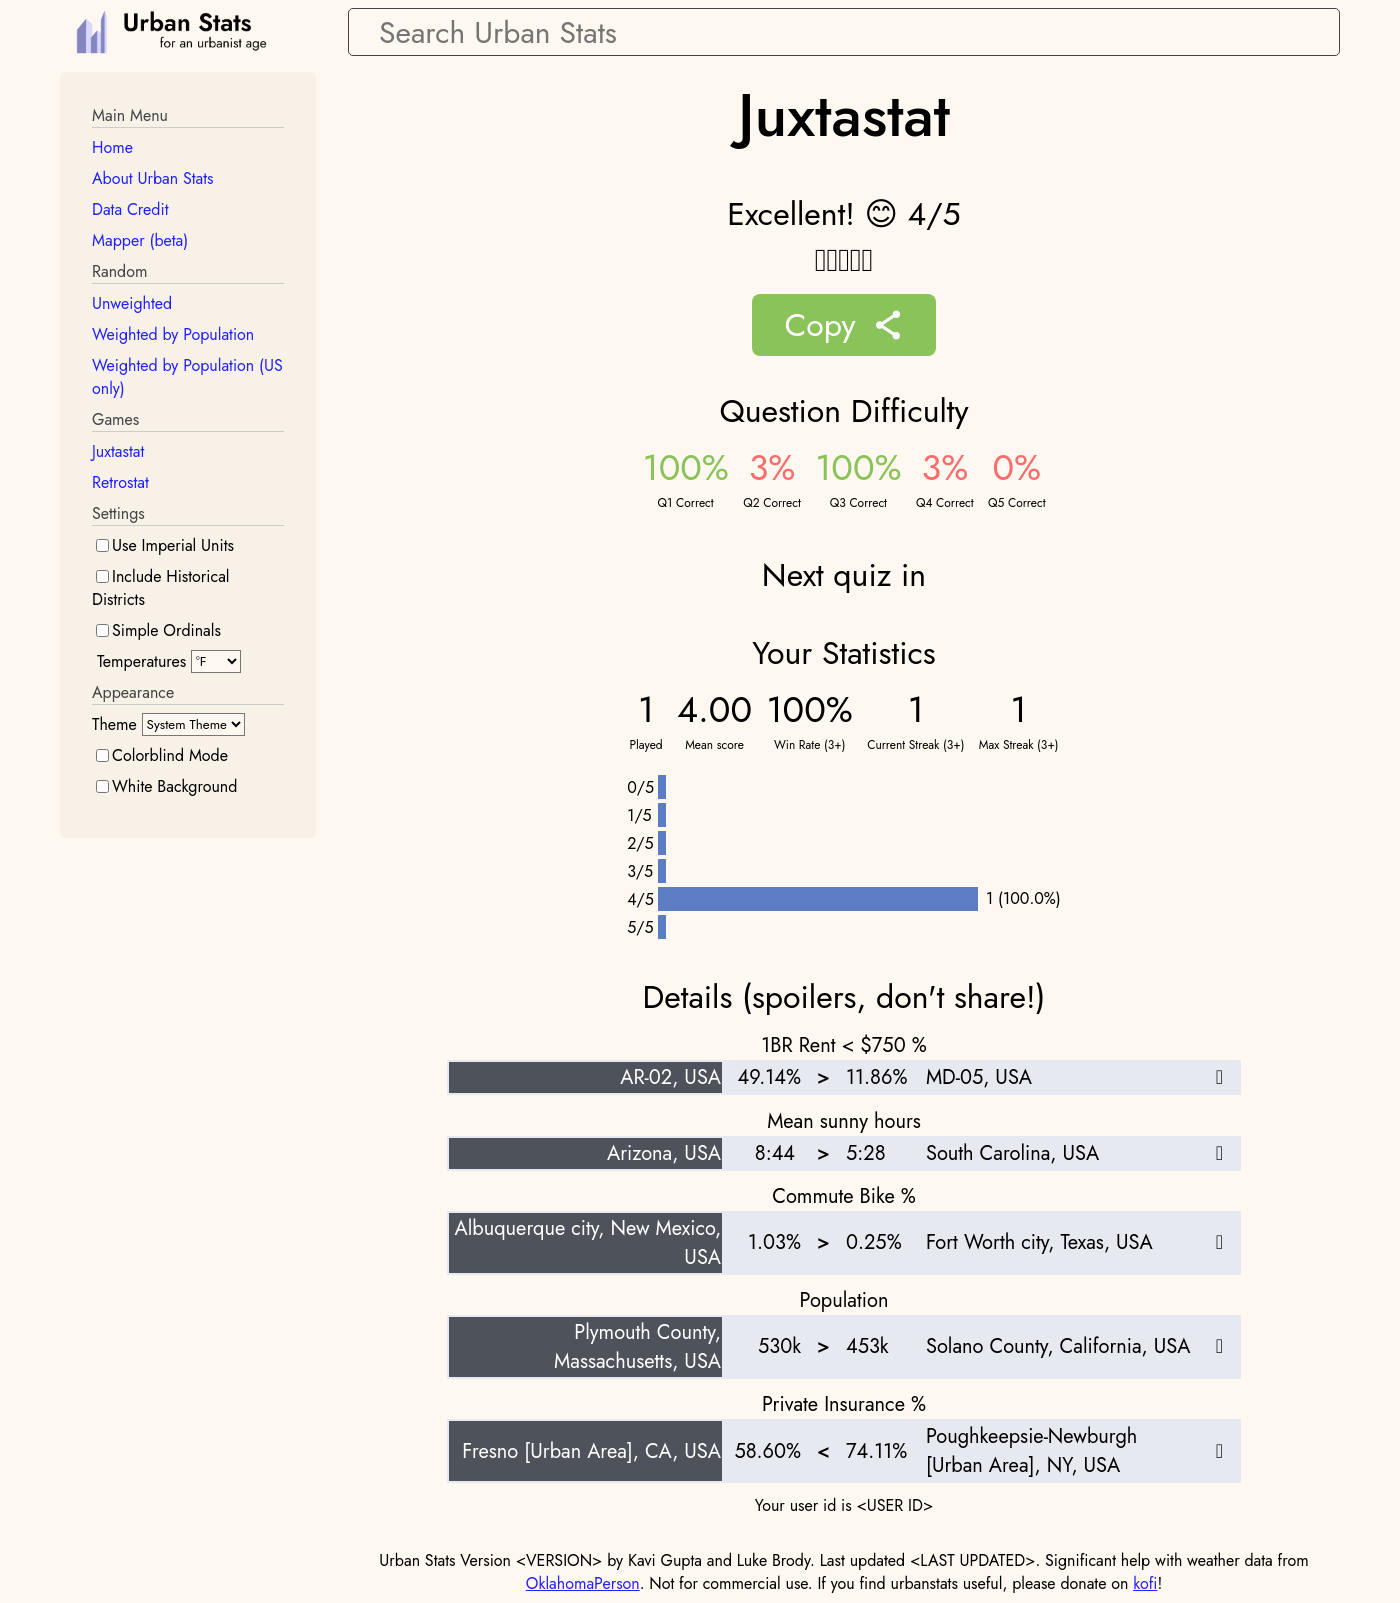 Urban Stats
for an urbanist age
Search Urban Stats
Main Menu
Home
About Urban Stats
Data Credit
Mapper (beta)
Random
Unweighted
Weighted by Population
Weighted by Population (US
only)
Games
Juxtastat
Retrostat
Settings
Use Imperial Units
Include Historical
Districts
Simple Ordinals
Temperatures °F
Appearance
Theme System Theme
Colorblind Mode
White Background
Juxtastat
Excellent! 😊 4/5
Copy
Question Difficulty
100% 3% 100% 3% 0%
Q1 Correct Q2 Correct Q3 Correct Q4 Correct Q5 Correct
Next quiz in
Your Statistics
1 4.00 100% 1 1
Played Mean score Win Rate (3+) Current Streak (3+) Max Streak (3+)
0/5
1/5
2/5
3/5
4/5 1 (100.0%)
5/5
Details (spoilers, don't share!)
1BR Rent < $750 %
AR-02, USA 49.14% > 11.86% MD-05, USA
Mean sunny hours
Arizona, USA 8:44 > 5:28 South Carolina, USA
Commute Bike %
Albuquerque city, New Mexico,
USA 1.03% > 0.25% Fort Worth city, Texas, USA
Population
Plymouth County,
Massachusetts, USA 530k > 453k Solano County, California, USA
Private Insurance %
Fresno [Urban Area], CA, USA 58.60% < 74.11% Poughkeepsie-Newburgh
[Urban Area], NY, USA
Your user id is <USER ID>
Urban Stats Version <VERSION> by Kavi Gupta and Luke Brody. Last updated <LAST UPDATED>. Significant help with weather data from
OklahomaPerson. Not for commercial use. If you find urbanstats useful, please donate on kofi!